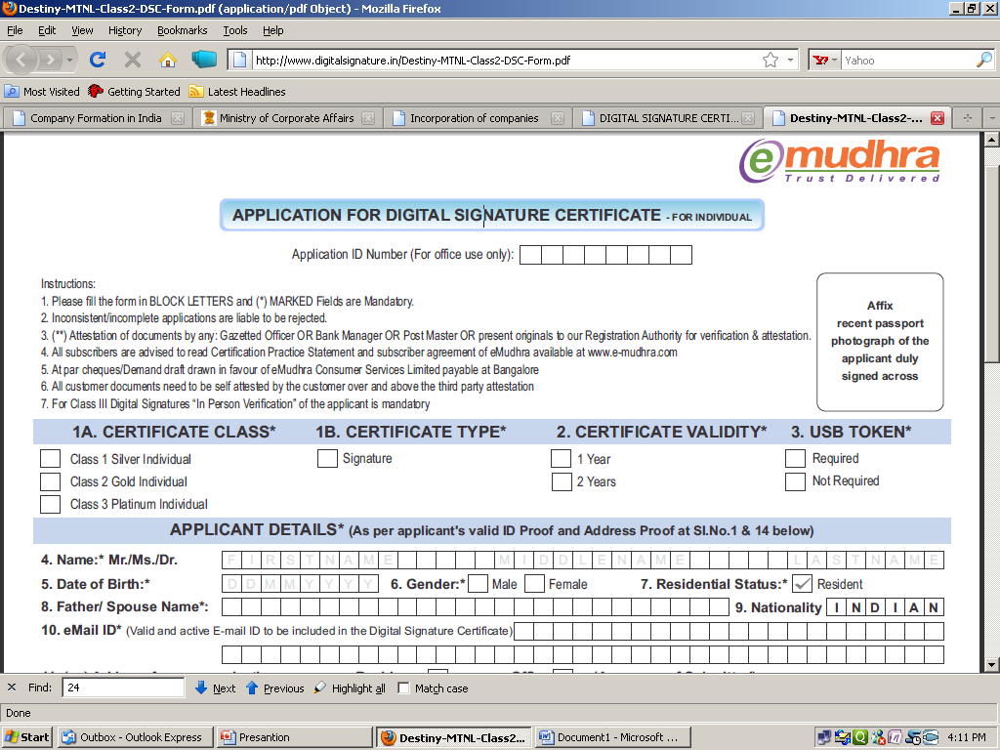 Destiny-MTNL-Class2-DSC-Form.pdf (application/pdf Object) - Mozilla Firefox
File Edit View History Bookmarks Tools Help
http://www.digitalsignature.in/Destiny-MTNL-Class2-DSC-Form.pdf Yahoo
Most Visited Getting Started Latest Headlines
Company Formation in India Ministry of Corporate Affairs Incorporation of companies DIGITAL SIGNATURE CERTI... Destiny-MTNL-Class2-...
emudhra
Trust Delivered
APPLICATION FOR DIGITAL SIGNATURE CERTIFICATE - FOR INDIVIDUAL
Application ID Number (For office use only):
Instructions:
1. Please fill the form in BLOCK LETTERS and (*) MARKED Fields are Mandatory.
2. Inconsistent/incomplete applications are liable to be rejected.
3. (**) Attestation of documents by any: Gazetted Officer OR Bank Manager OR Post Master OR present originals to our Registration Authority for verification & attestation.
4. All subscribers are advised to read Certification Practice Statement and subscriber agreement of eMudhra available at www.e-mudhra.com
5. At par cheques/Demand draft drawn in favour of eMudhra Consumer Services Limited payable at Bangalore
6. All customer documents need to be self attested by the customer over and above the third party attestation
7. For Class III Digital Signatures “In Person Verification” of the applicant is mandatory
Affix
recent passport
photograph of the
applicant duly
signed across
1A. CERTIFICATE CLASS* 1B. CERTIFICATE TYPE* 2. CERTIFICATE VALIDITY* 3. USB TOKEN*
Class 1 Silver Individual Signature 1 Year Required
Class 2 Gold Individual 2 Years Not Required
Class 3 Platinum Individual
APPLICANT DETAILS* (As per applicant's valid ID Proof and Address Proof at Sl.No.1 & 14 below)
4. Name:* Mr./Ms./Dr. FIRST NAME MIDDLE NAME LAST NAME
5. Date of Birth:* DDMMYYYY 6. Gender:* Male Female 7. Residential Status:* Resident
8. Father/ Spouse Name*: 9. Nationality INDIAN
10. eMail ID* (Valid and active E-mail ID to be included in the Digital Signature Certificate)
Find: 24 Next Previous Highlight all Match case
Done
Start Outbox - Outlook Express Presantion Destiny-MTNL-Class2... Document1 - Microsoft ... 4:11 PM